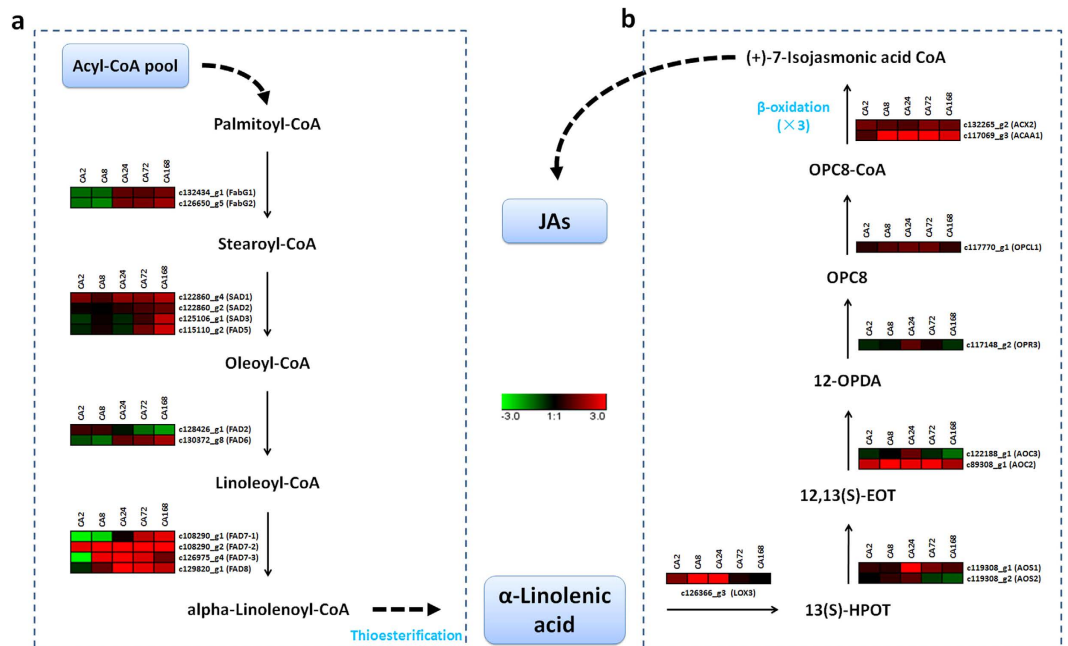 a
Acyl-CoA pool
Palmitoyl-CoA
CA2 CA8 CA24 CA72 CA168
c132434_g1 (FabG1)
c126650_g5 (FabG2)
Stearoyl-CoA
CA2 CA8 CA24 CA72 CA168
c122860_g4 (SAD1)
c122860_g2 (SAD2)
c125106_g1 (SAD3)
c115110_g2 (FAD5)
Oleoyl-CoA
CA2 CA8 CA24 CA72 CA168
c128426_g1 (FAD2)
c130372_g8 (FAD6)
Linoleoyl-CoA
CA2 CA8 CA24 CA72 CA168
c108290_g1 (FAD7-1)
c108290_g2 (FAD7-2)
c126975_g4 (FAD7-3)
c129820_g1 (FAD8)
alpha-Linolenoyl-CoA
Thioesterification
JAs
-3.0 1:1 3.0
α-Linolenic
acid
b
(+)-7-Isojasmonic acid CoA
β-oxidation
(×3)
CA2 CA8 CA24 CA72 CA168
c132265_g2 (ACX2)
c117069_g3 (ACAA1)
OPC8-CoA
CA2 CA8 CA24 CA72 CA168
c117770_g1 (OPCL1)
OPC8
CA2 CA8 CA24 CA72 CA168
c117148_g2 (OPR3)
12-OPDA
CA2 CA8 CA24 CA72 CA168
c122188_g1 (AOC3)
c89308_g1 (AOC2)
12,13(S)-EOT
CA2 CA8 CA24 CA72 CA168
c119308_g1 (AOS1)
c119308_g2 (AOS2)
CA2 CA8 CA24 CA72 CA168
c126366_g3 (LOX3)
13(S)-HPOT